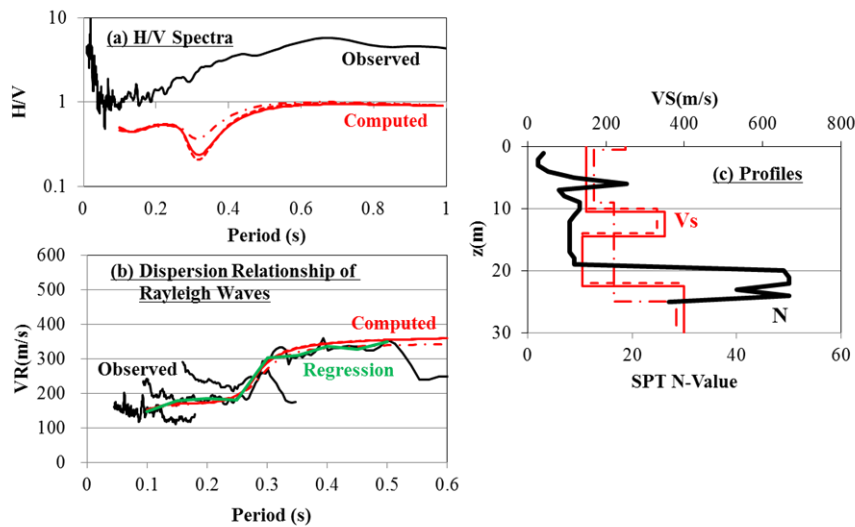 (a) H/V Spectra
10
1
0.1
H/V
Observed
Computed
0
0.2
0.4
0.6
0.8
1
Period (s)
(b) Dispersion Relationship of
Rayleigh Waves
600
500
400
300
200
100
0
VR(m/s)
Computed
Observed
Regression
0
0.1
0.2
0.3
0.4
0.5
0.6
Period (s)
VS(m/s)
0
200
400
600
800
(c) Profiles
0
10
20
30
z(m)
Vs
N
0
20
40
60
SPT N-Value